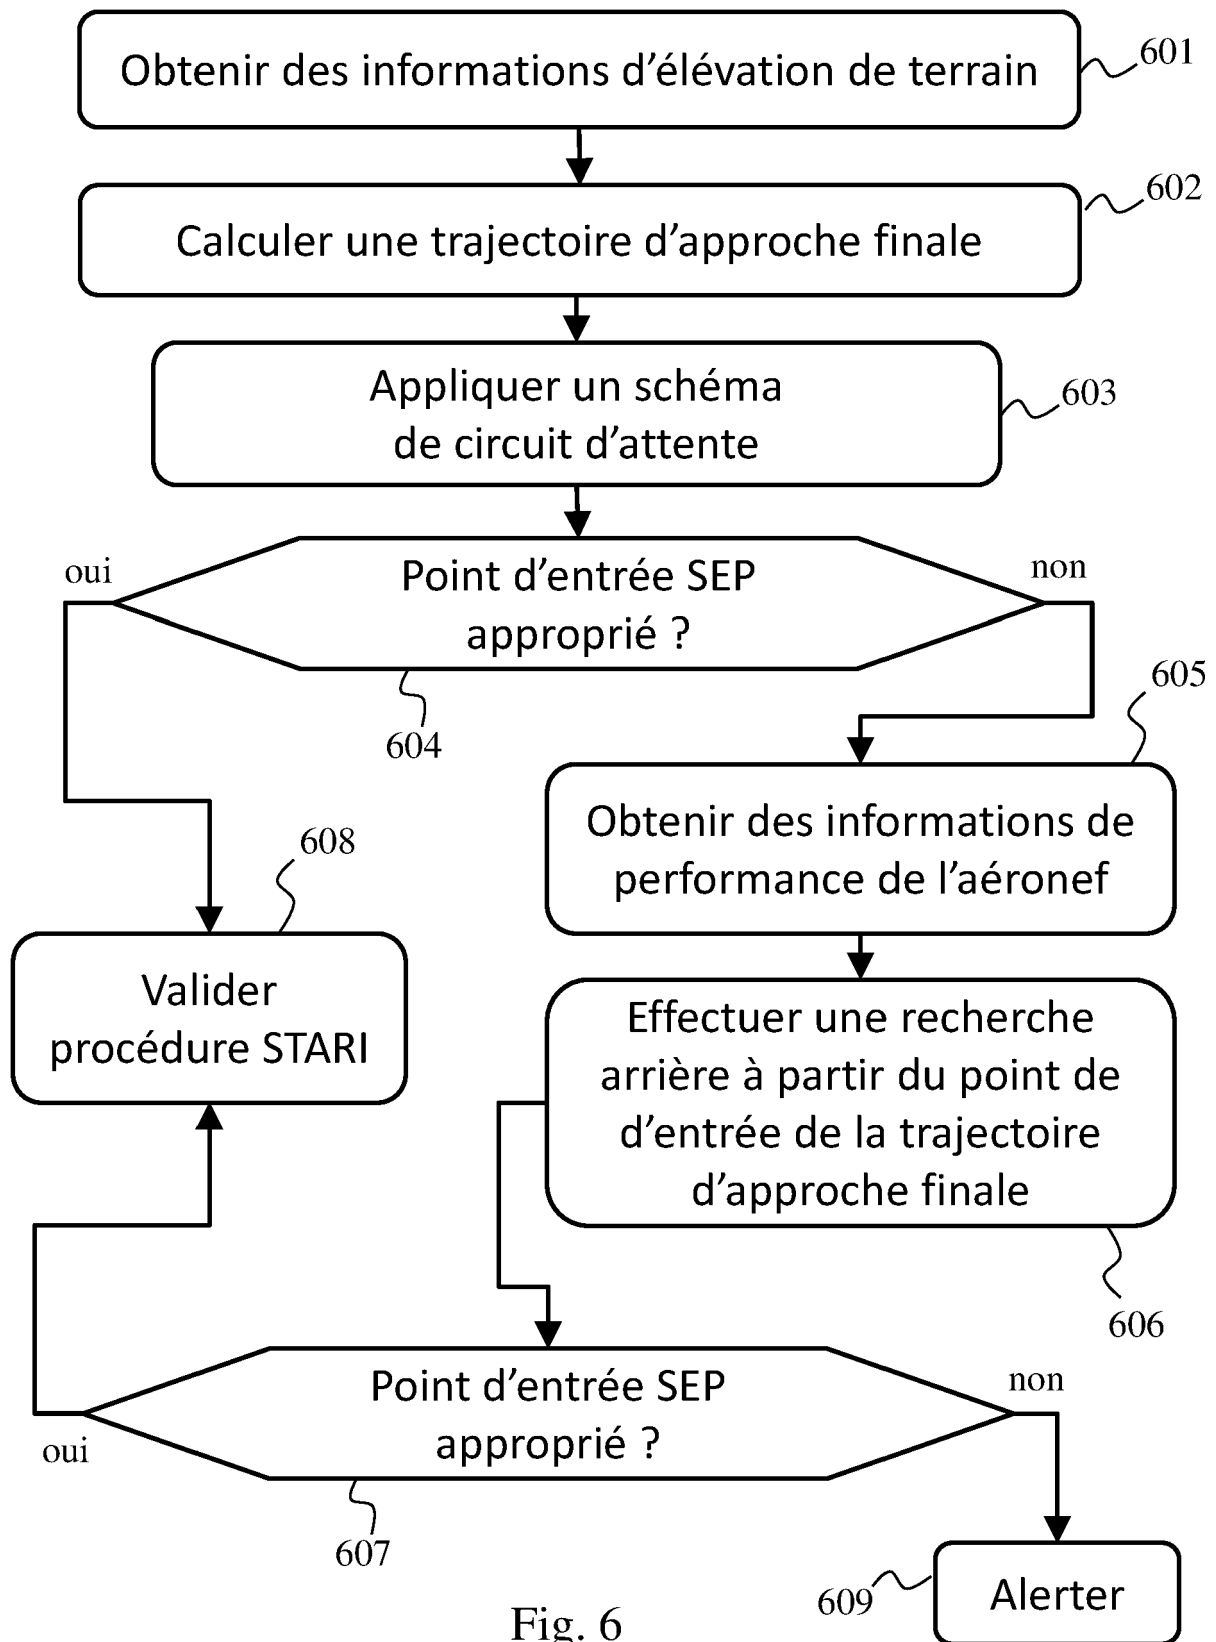 Obtenir des informations d'élévation de terrain
601
Calculer une trajectoire d'approche finale
602
Appliquer un schéma
de circuit d'attente
603
oui
Point d'entrée SEP
approprié ?
non
604
605
Obtenir des informations de
performance de l'aéronef
608
Valider
procédure STARI
Effectuer une recherche
arrière à partir du point de
d'entrée de la trajectoire
d'approche finale
606
Point d'entrée SEP
approprié ?
non
oui
607
609
Alerter
Fig. 6